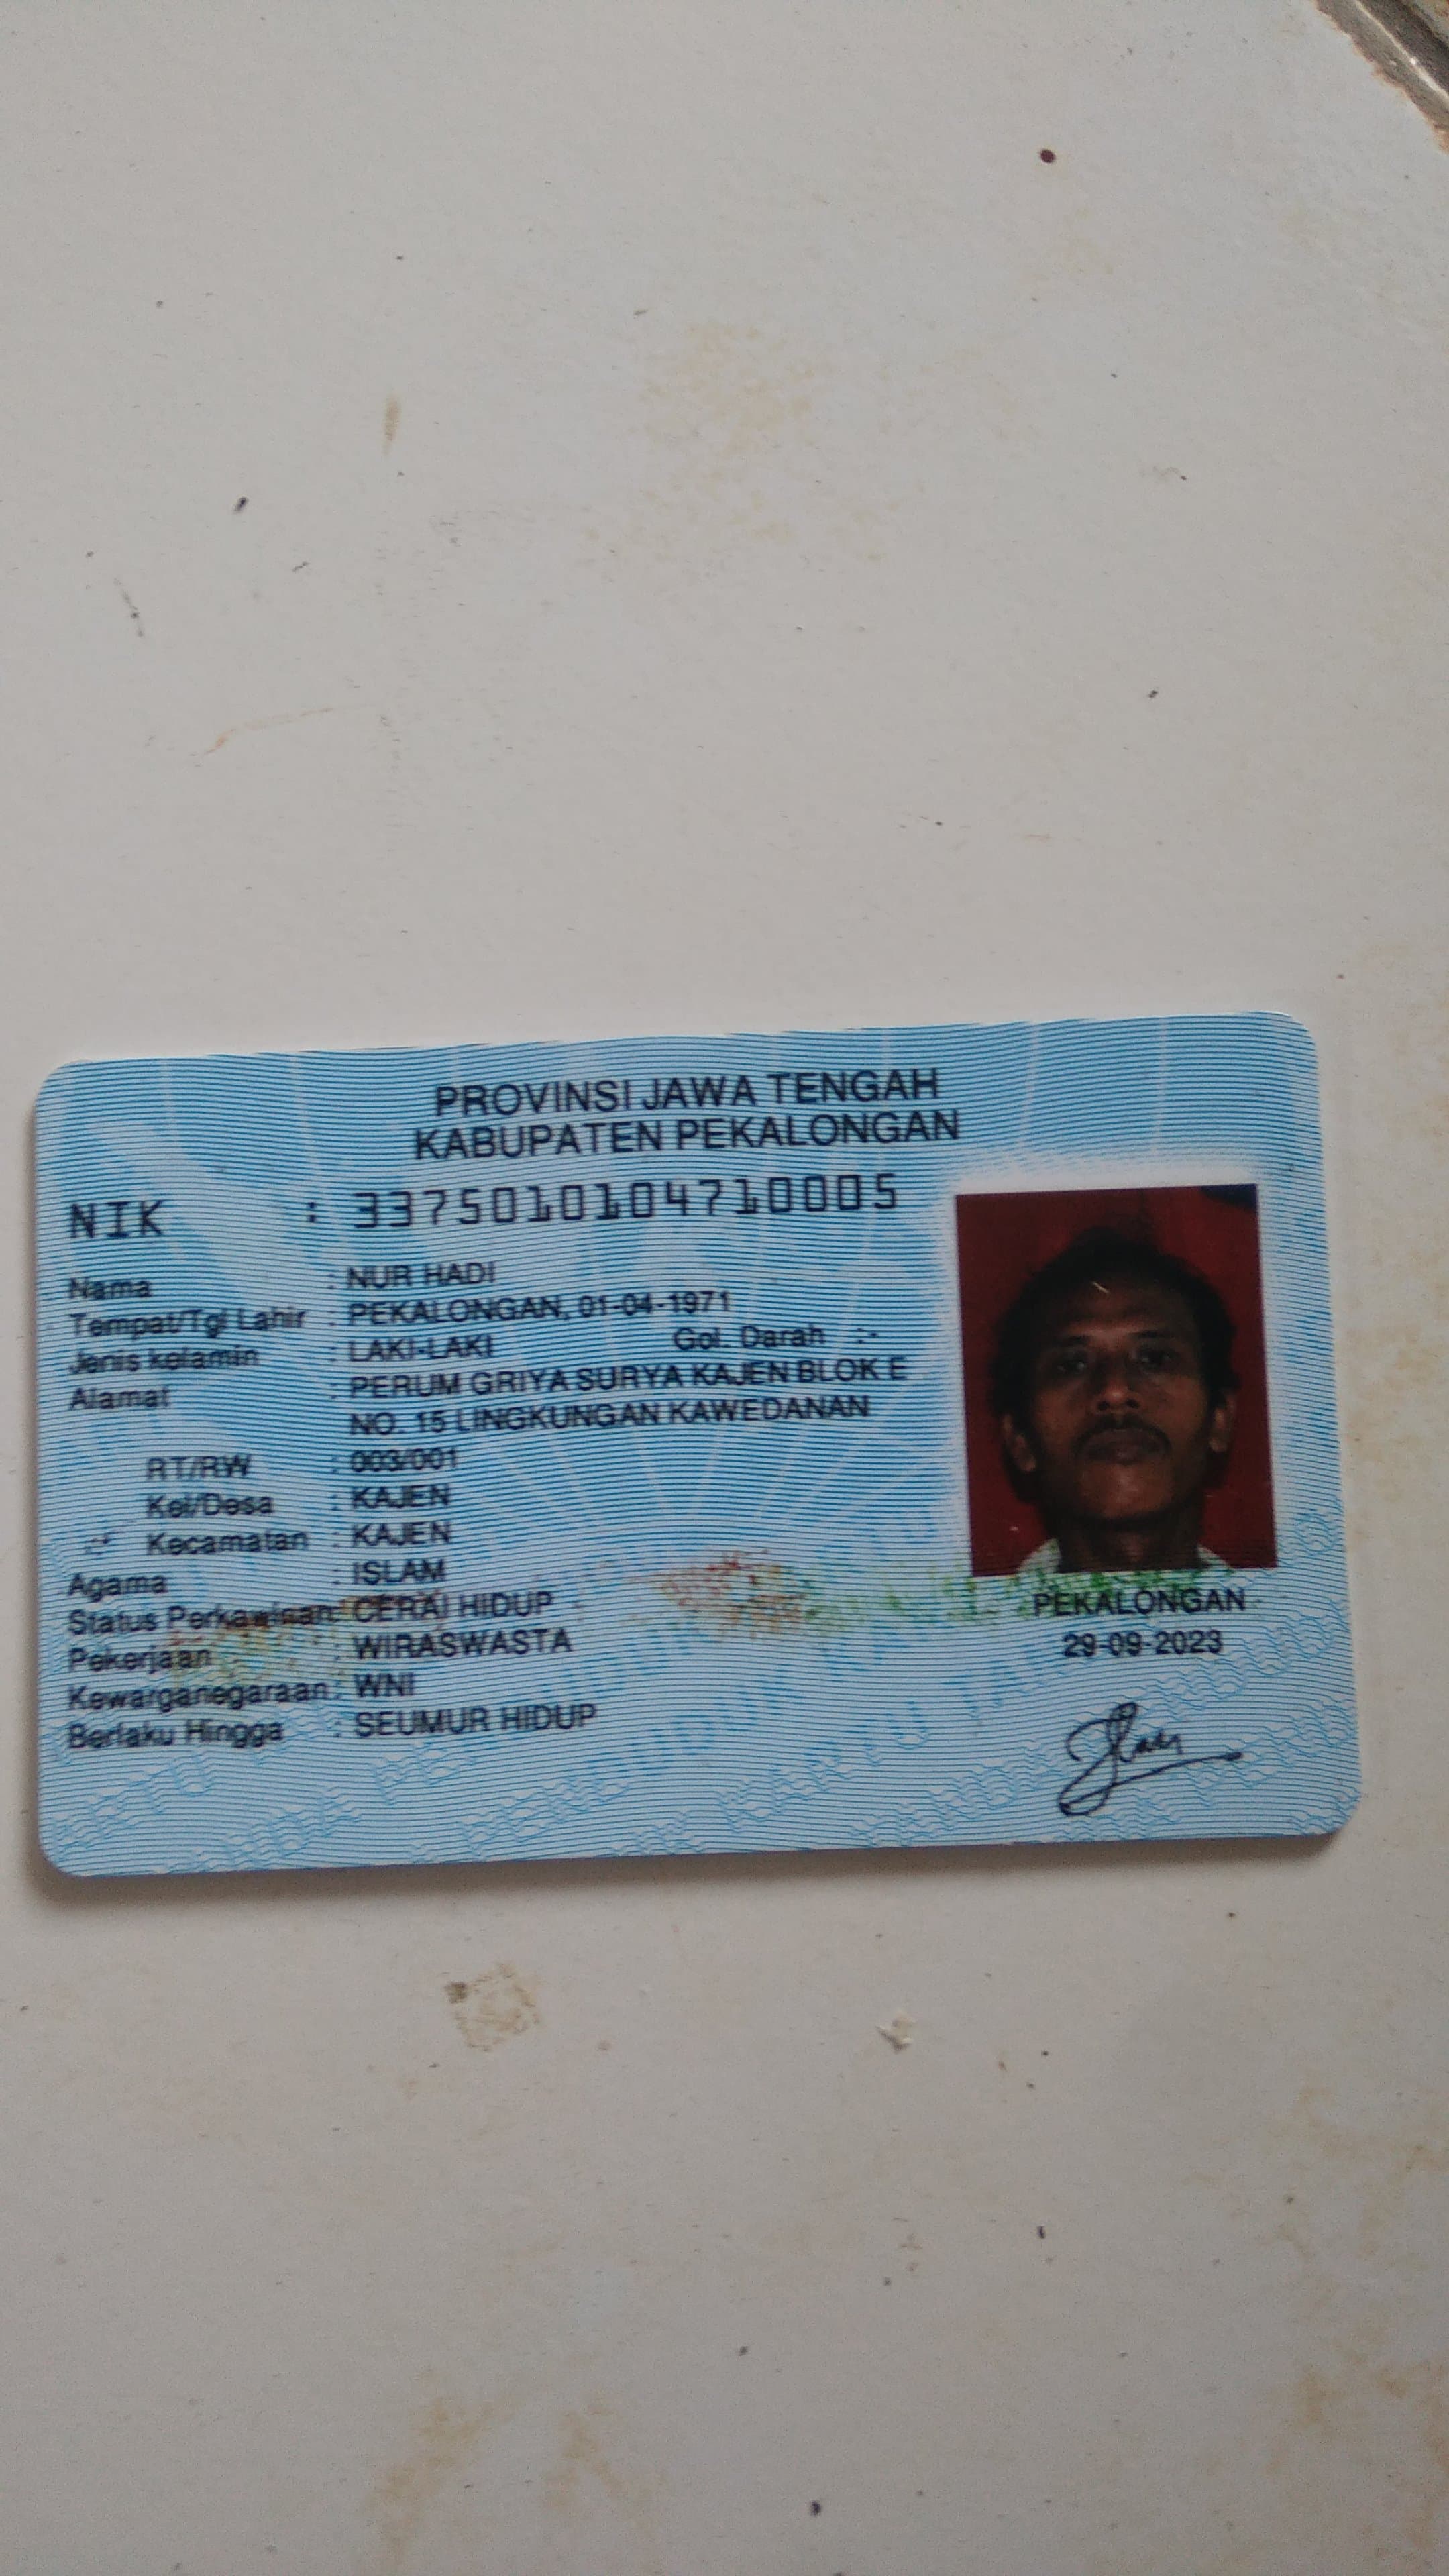 PROVINSI JAWA TENGAH
KABUPATEN PEKALONGAN
NIK : 3375010104710005
Nama : NUR HADI
Tempat/Tgl Lahir : PEKALONGAN, 01-04-1971
Jenis kelamin : LAKI-LAKI Gol. Darah :-
Alamat : PERUM GRIYA SURYA KAJEN BLOK E
NO. 15 LINGKUNGAN KAWEDANAN
RT/RW : 003/001
Kel/Desa : KAJEN
Kecamatan : KAJEN
Agama : ISLAM
Status Perkawinan: CERAI HIDUP
Pekerjaan : WIRASWASTA
Kewarganegaraan: WNI
Berlaku Hingga : SEUMUR HIDUP
PEKALONGAN
29-09-2023